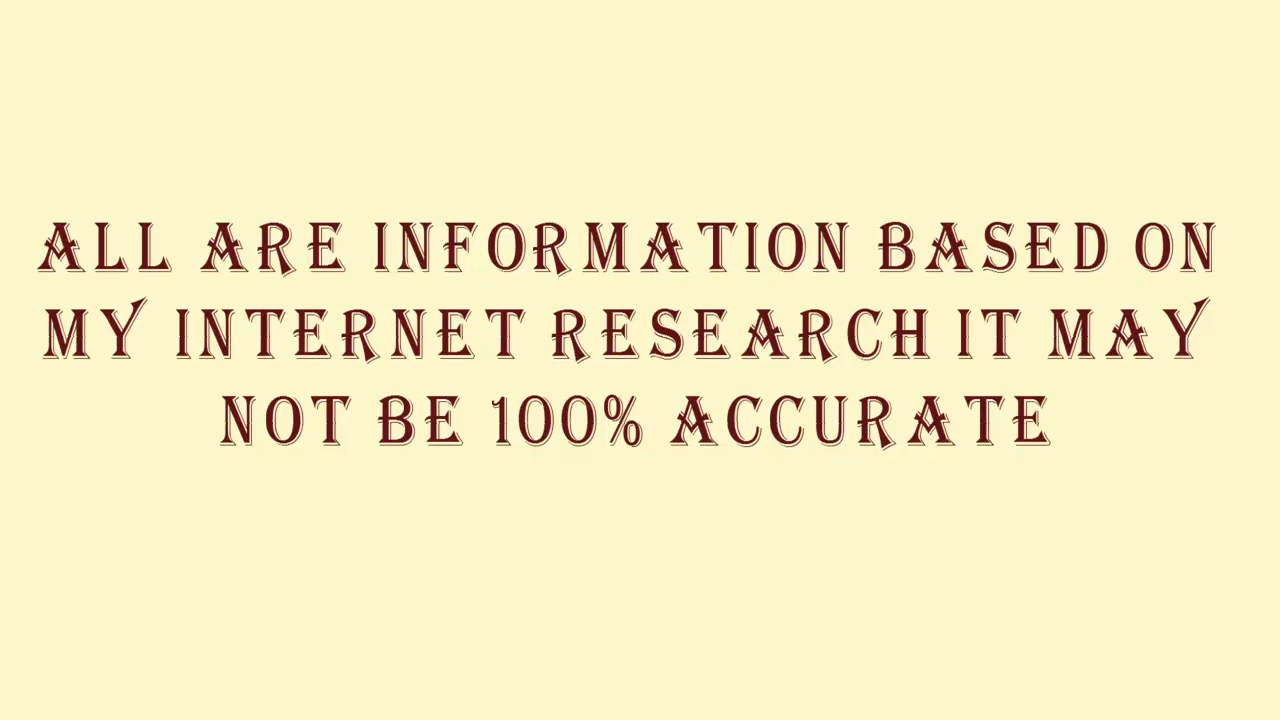 ALL ARE INFORMATION BASED ON
MY INTERNET RESEARCH IT MAY
NOT BE 100% ACCURATE